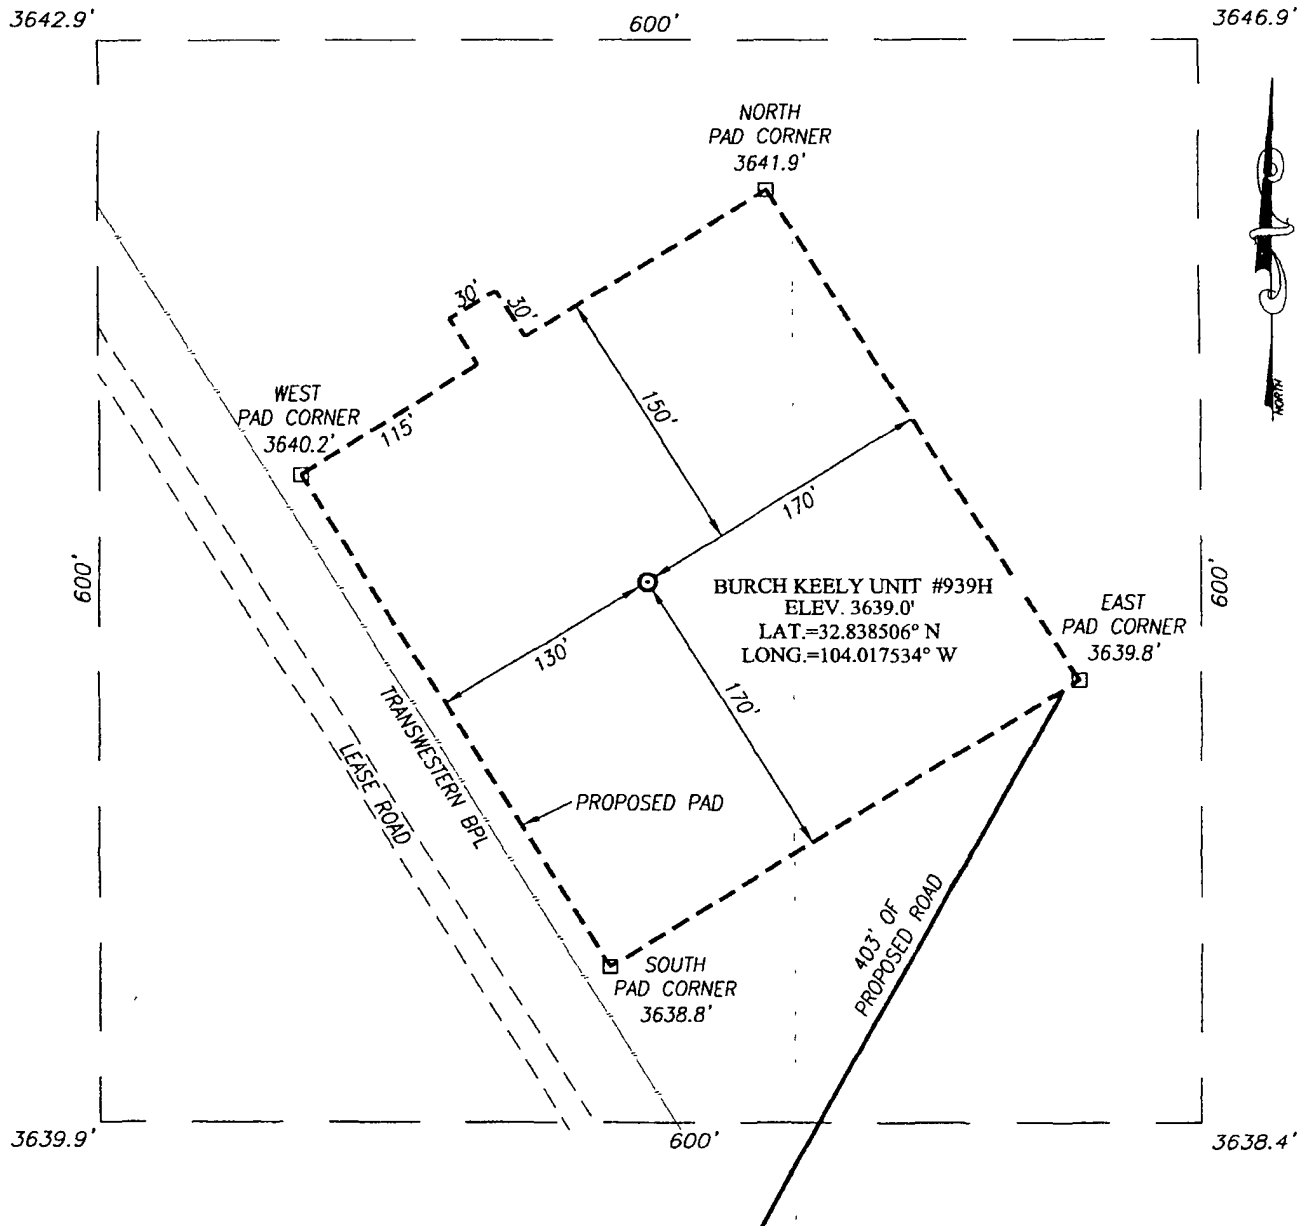 3642.9'
600'
3646.9'
NORTH
PAD CORNER
3641.9'
NORTH
30'
30'
WEST
PAD CORNER
3640.2'
115'
150'
170'
600'
BURCH KEELY UNIT #939H
ELEV. 3639.0'
LAT.=32.838506° N
LONG.=104.017534° W
600'
EAST
PAD CORNER
3639.8'
130'
170'
TRANSWESTERN BPL
LEASE ROAD
PROPOSED PAD
403' OF
PROPOSED ROAD
SOUTH
PAD CORNER
3638.8'
3639.9'
600'
3638.4'